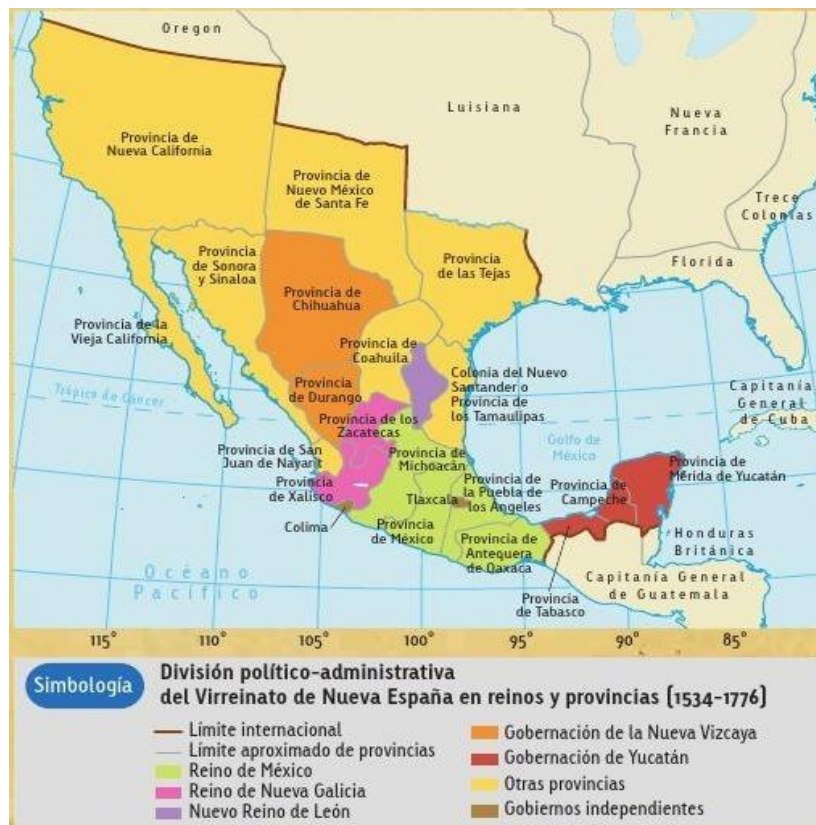 Oregon
Luisiana
Nueva
Francia
Trece
Colonias
Florida
Provincia de
Nueva California
Provincia de
Nuevo México
de Santa Fe
Provincia
de Sonora
y Sinaloa
Provincia
de las Tejas
Provincia de
Chihuahua
Provincia de la
Vieja California
Provincia de
Coahuila
Provincia
de Durango
Colonia del Nuevo
Santander o
Provincia de
los Tamaulipas
Capitanía
General
de Cuba
Trópico de Cáncer
Provincia de los
Zacatecas
Golfo de
México
Provincia de San
Juan de Nayarit
Provincia de
Michoacán
Provincia
de Xalisco
Provincia de
la Puebla de
los Angeles
Provincia de
Campeche
Provincia de
Mérida de Yucatán
Tlaxcala
Colima
Provincia
de México
Provincia de
Antequera
de Oaxaca
Honduras
Británica
Océano
Pacífico
Capitanía General
de Guatemala
Provincia
de Tabasco
115°
110°
105°
100°
95°
90°
85°
Simbología
División político-administrativa
del Virreinato de Nueva España en reinos y provincias (1534-1776)
Límite internacional
Límite aproximado de provincias
Reino de México
Reino de Nueva Galicia
Nuevo Reino de León
Gobernación de la Nueva Vizcaya
Gobernación de Yucatán
Otras provincias
Gobiernos independientes